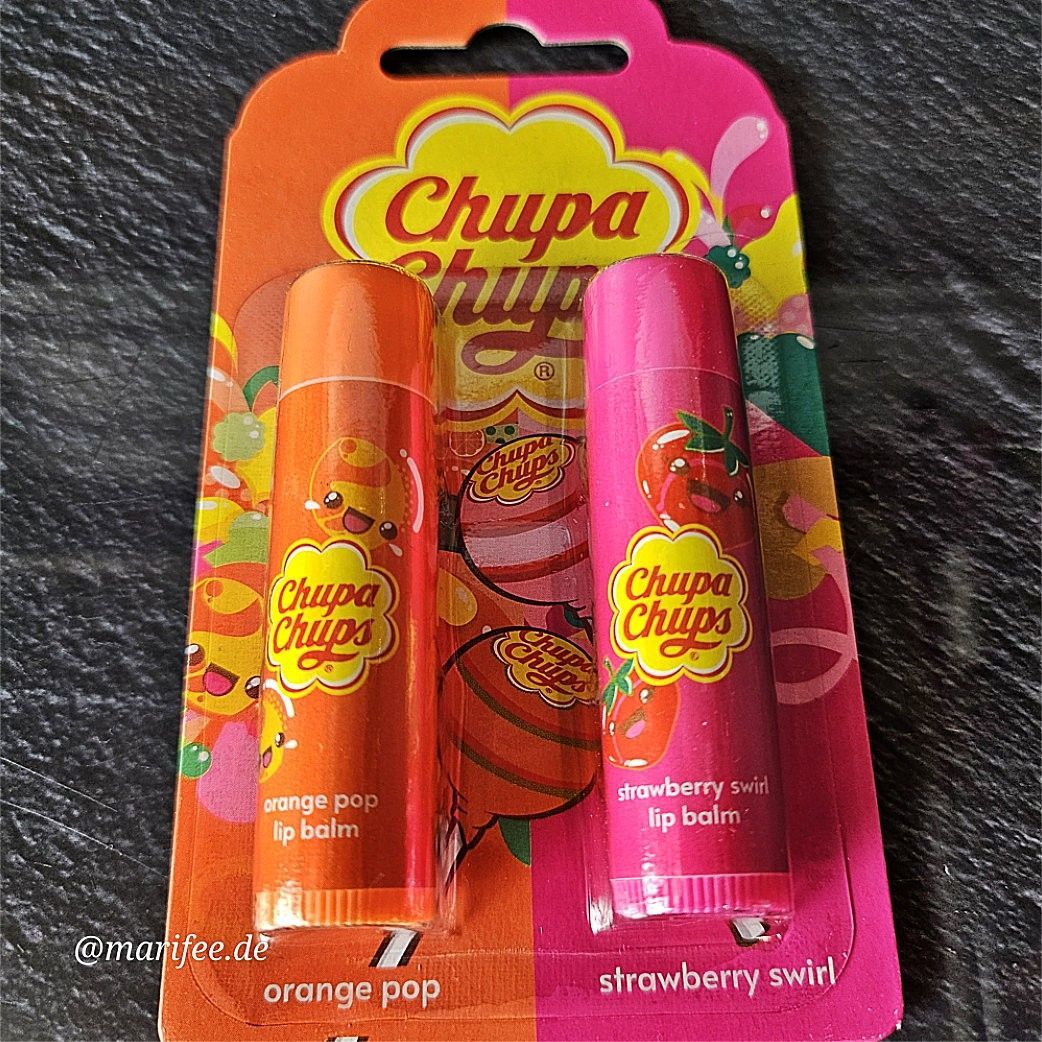 Chupa
Chups
®
Chupa
Chups
Chupa
Chups
Chupa
Chups
®
Chupa
Chups
®
orange pop
lip balm
strawberry swirl
lip balm
@marifee.de
orange pop
strawberry swirl